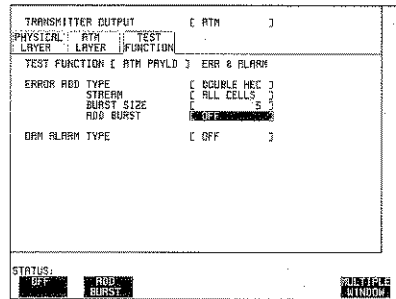 TRANSMITTER OUTPUT [ ATM ]
PHYSICAL LAYER
ATM LAYER
TEST FUNCTION
TEST FUNCTION [ ATM PAYLD ] ERR & ALARM
ERROR ADD TYPE [ DOUBLE HEC ]
STREAM [ ALL CELLS ]
BURST SIZE [ 5 ]
ADD BURST [ OFF ]
OAM ALARM TYPE [ OFF ]
STATUS:
OFF
ADD BURST
MULTIPLE WINDOW